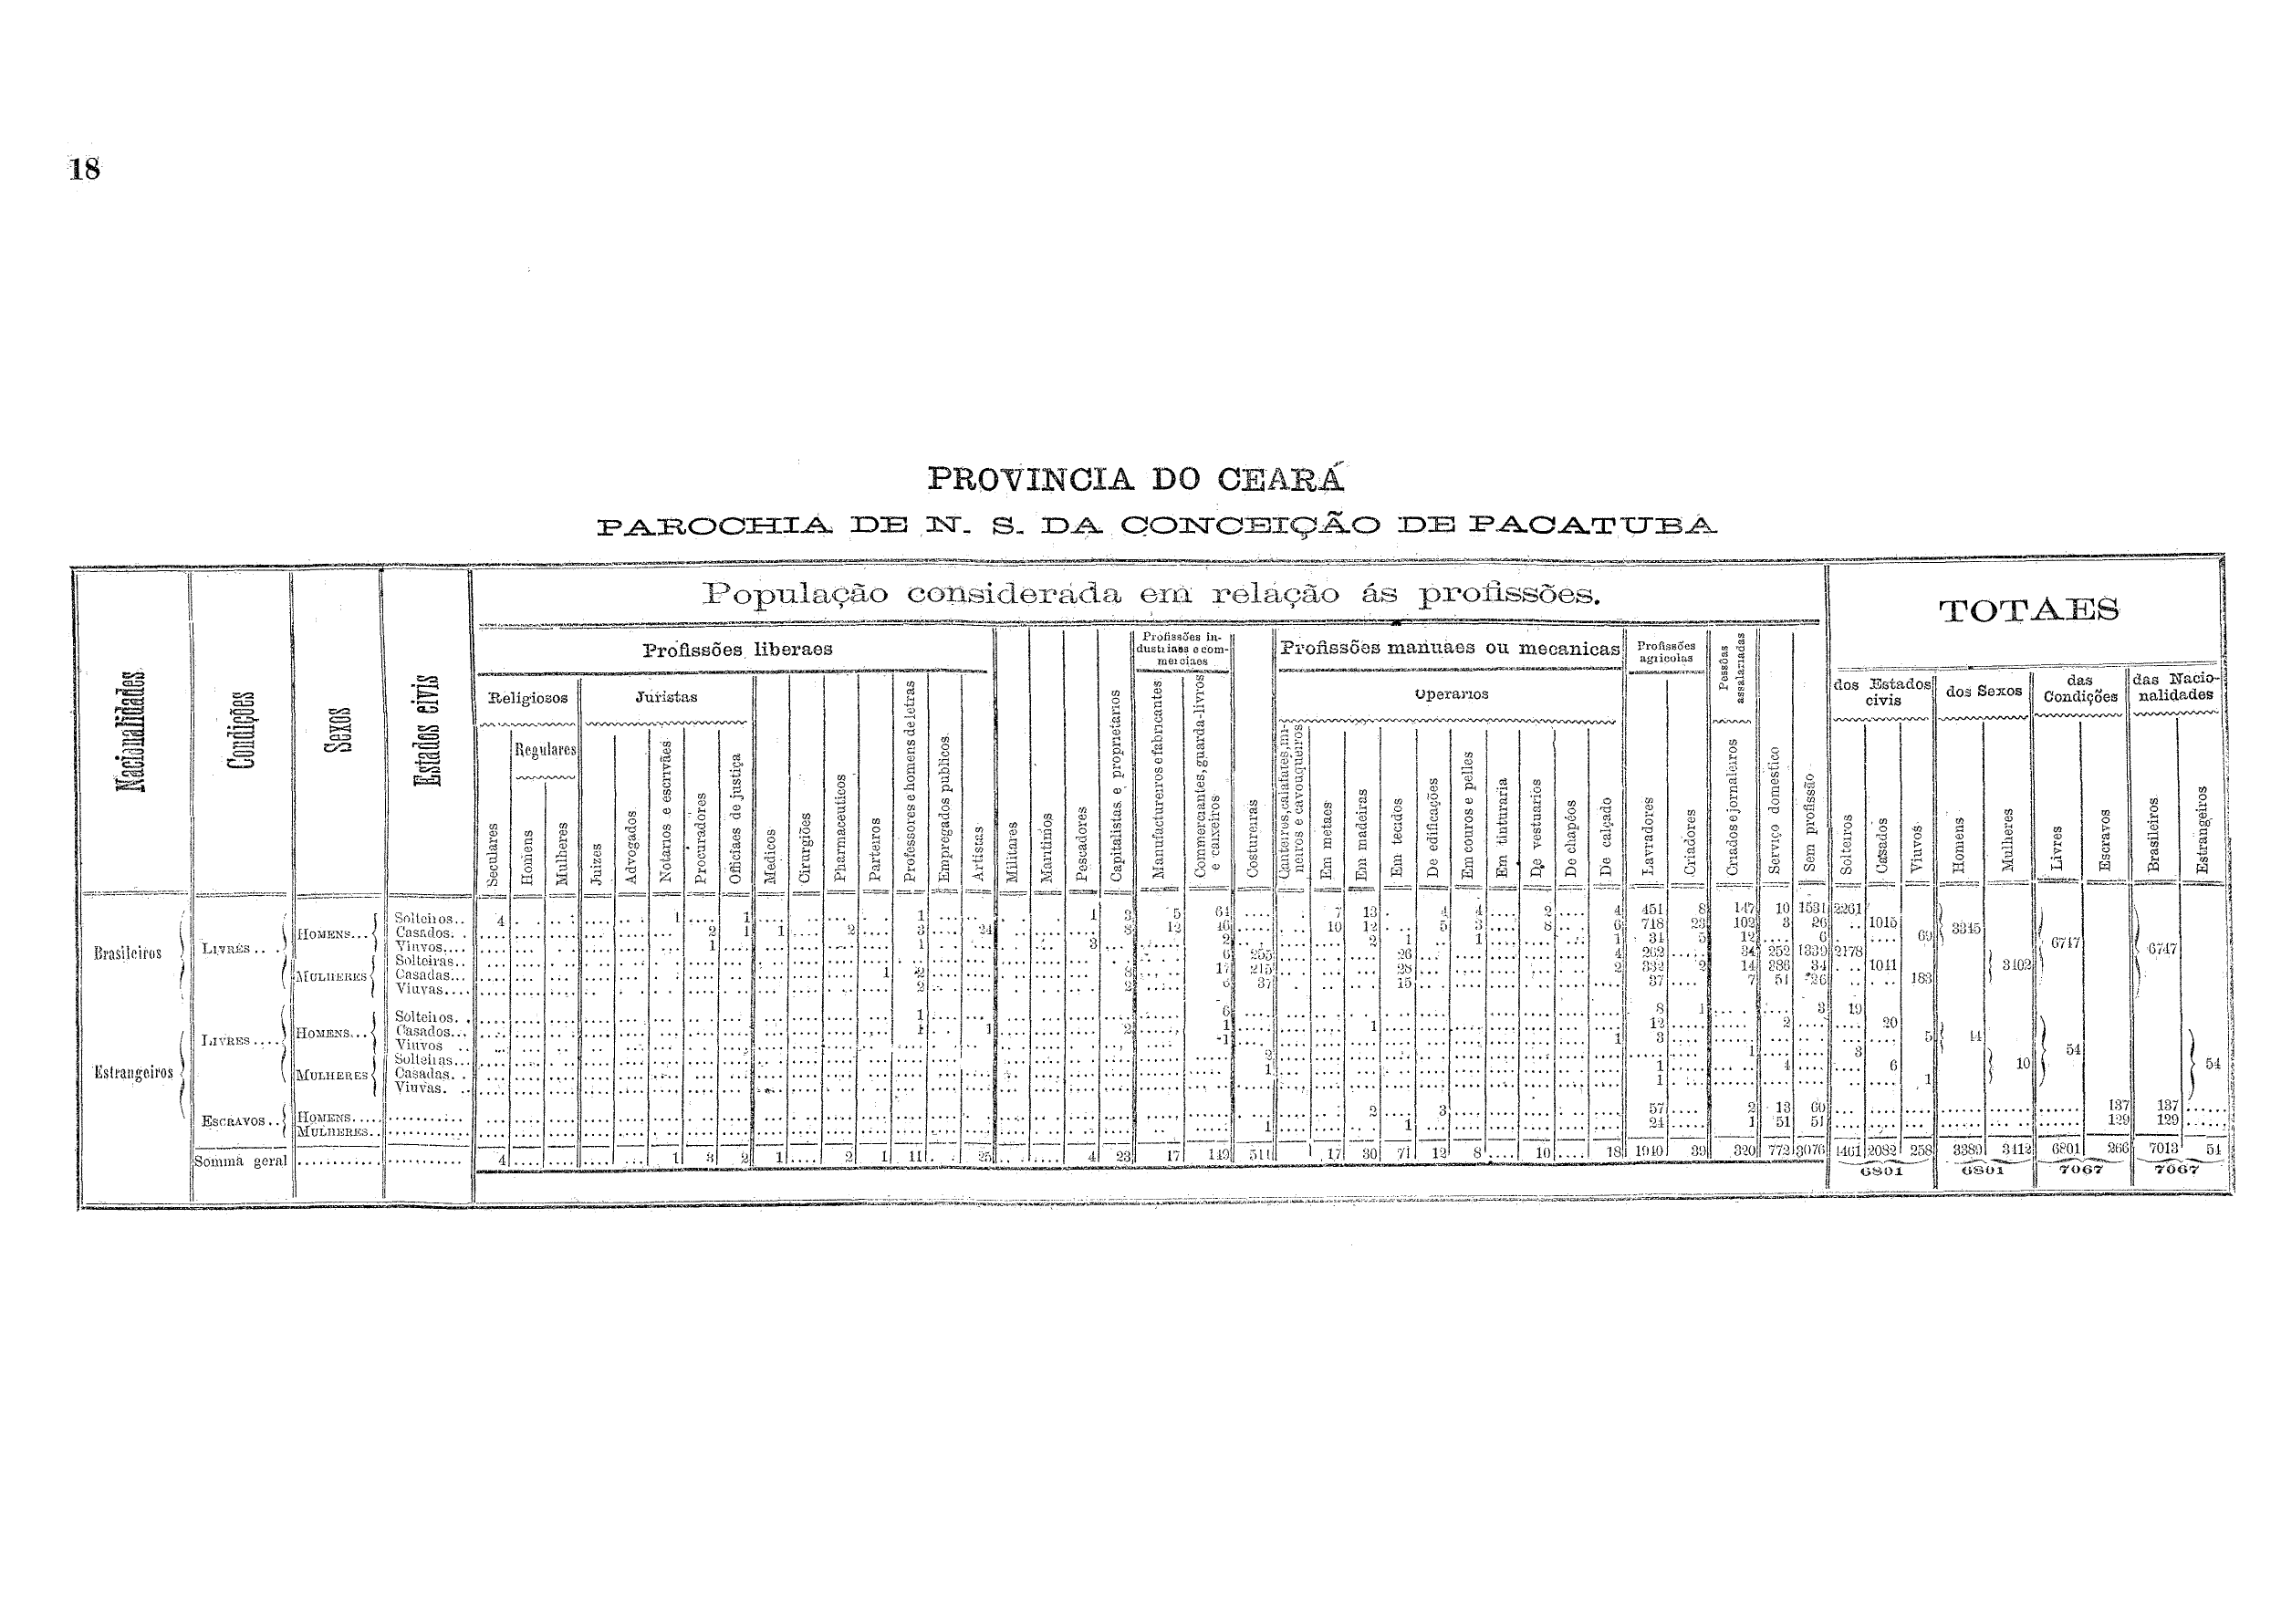 18
PROVINCIA DO CEARÁ
PAROCHIA DE N. S. DA CONCEIÇÃO DE PACATUBA
População considerada em relação ás profissões.
TOTAES
Nacionalidades
Condições
Sexos
Estados civis
Profissões liberaes
Profissões industriaes e commerciaes
Profissões manuaes ou mecanicas
Profissões agricolas
Pessôas assalariadas
Religiosos
Juristas
Operarios
dos Estados civis
dos Sexos
das Condições
das Nacionalidades
Regulares
Seculares
Homens
Mulheres
Juizes
Advogados
Notarios e escrivães
Procuradores
Officiaes de justiça
Medicos
Cirurgiões
Pharmaceuticos
Parteiros
Professores e homens de letras
Empregados publicos
Artistas
Militares
Maritimos
Pescadores
Capitalistas e proprietarios
Manufactureiros e fabricantes
Commerciantes, guarda-livros e caixeiros
Costureiras
Canteiros, calafates, mineiros e cavouqueiros
Em metaes
Em madeiras
Em tecidos
De edificações
Em couros e pelles
Em tinturaria
De vestuarios
De chapéos
De calçado
Lavradores
Criadores
Criados e jornaleiros
Serviço domestico
Sem profissão
Solteiros
Casados
Viuvos
Homens
Mulheres
Livres
Escravos
Brasileiros
Estrangeiros
Brasileiros
LIVRES
HOMENS
Solteiros 4 1 1 1 1 3 5 64 7 13 4 4 2 4 451 8 147 10 1531 2261
Casados 2 1 1 2 3 24 8 12 10 12 5 3 8 6 718 23 102 3 26 1015
3345
Viuvos 1 1 3 2 2 1 1 1 34 5 12 6 69
6747
6747
MULHERES
Solteiras 6 255 26 4 262 34 252 1339 2178
Casadas 1 2 8 17 215 28 2 332 2 14 14 34 1041
3402
Viuvas 2 2 6 37 15 37 7 51 26 183
Estrangeiros
LIVRES
HOMENS
Solteiros 1 6 8 1 3 19
Casados 1 1 2 1 1 12 2 20
Viuvos 1 1 3 5
44
54
MULHERES
Solteiras 2 1 3
Casadas 1 1 4 6
10
54
Viuvas 1 1
ESCRAVOS
HOMENS 2 3 57 2 13 60 137 137
MULHERES 1 1 24 1 51 51 129 129
Somma geral 4 1 3 2 1 2 1 11 25 4 23 17 149 511 17 30 71 12 8 10 18 1940 39 320 772 3076 4461 2082 258 3389 3412 6801 266 7013 54
6801 6801 7067 7067